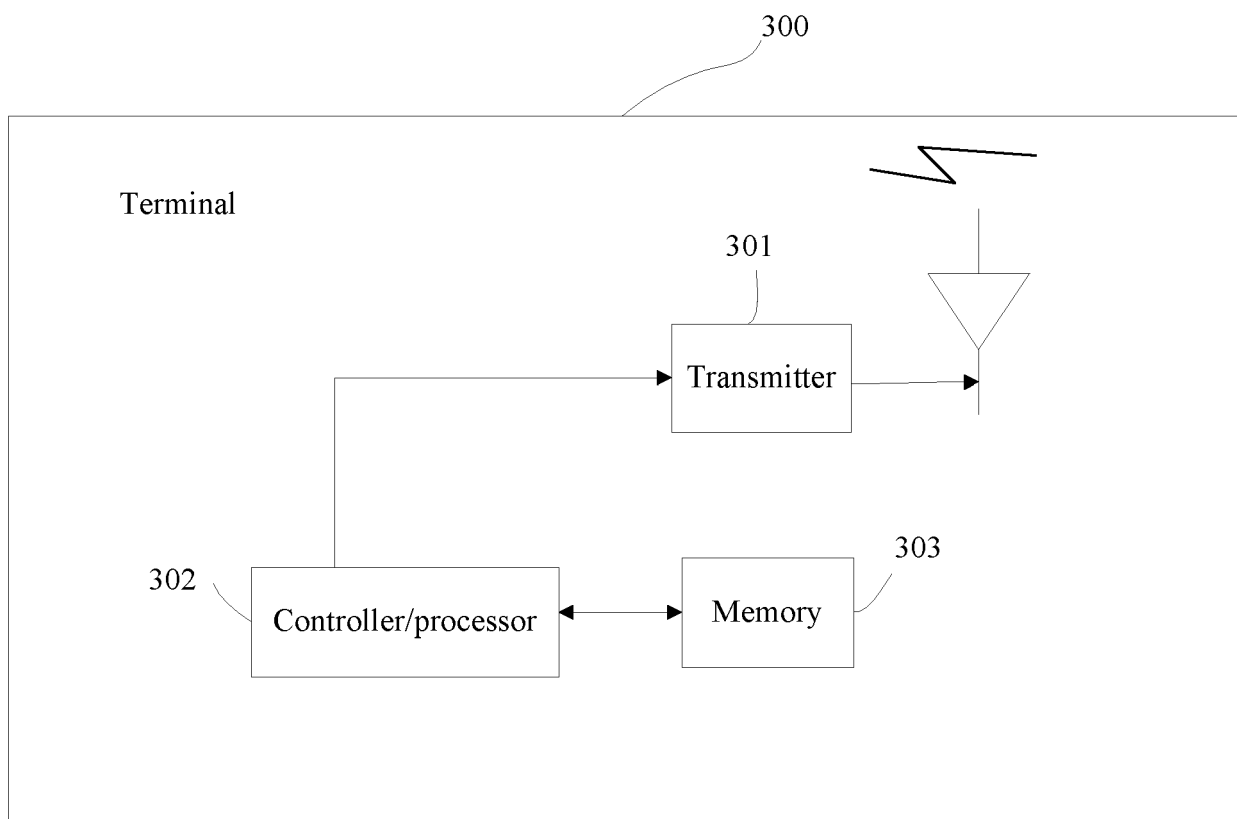 300
Terminal
301
Transmitter
302
Controller/processor
Memory
303